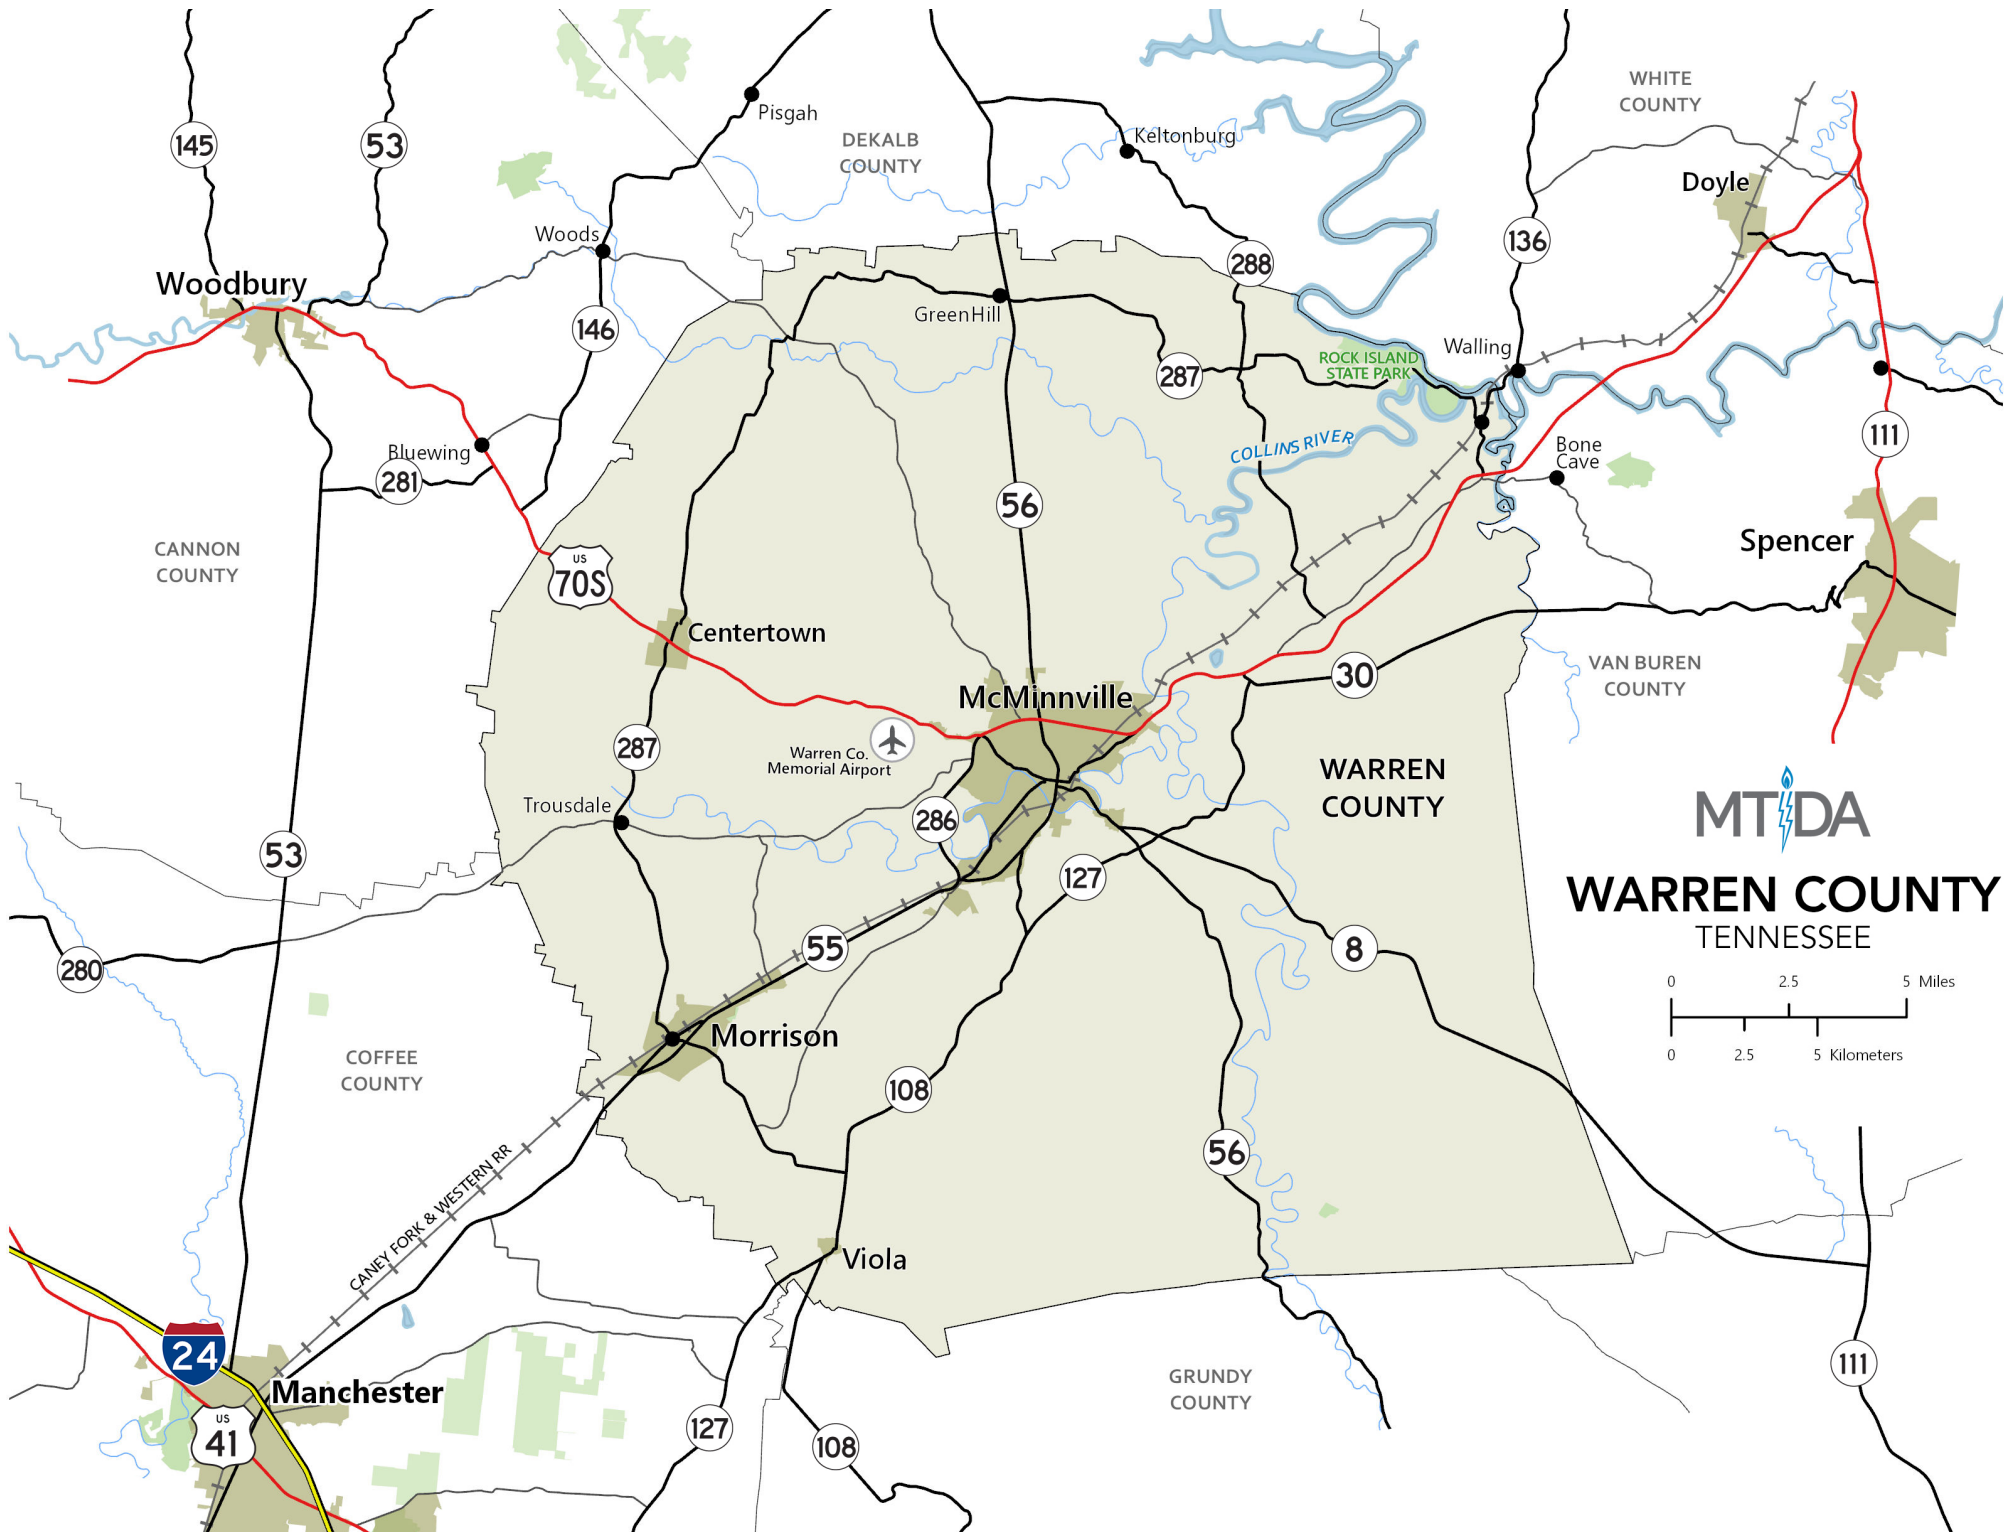 WHITE
COUNTY
145
53
Pisgah
DEKALB
COUNTY
Keltonburg
Doyle
Woods
136
288
Woodbury
GreenHill
146
Walling
ROCK ISLAND
STATE PARK
287
COLLINS RIVER
111
Bluewing
281
Bone
Cave
56
Spencer
CANNON
COUNTY
US
70S
Centertown
VAN BUREN
COUNTY
30
McMinnville
287
Warren Co.
Memorial Airport
WARREN
COUNTY
Trousdale
286
MTIDA
53
127
WARREN COUNTY
TENNESSEE
55
8
280
0 2.5 5 Miles
Morrison
COFFEE
COUNTY
0 2.5 5 Kilometers
108
56
CANEY FORK & WESTERN RR
Viola
24
111
GRUNDY
COUNTY
Manchester
US
41
127
108